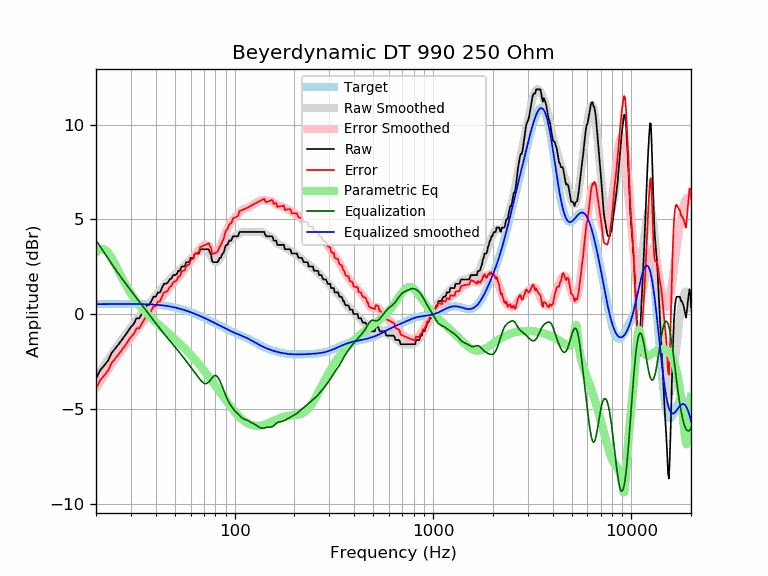 Beyerdynamic DT 990 250 Ohm
Target
Raw Smoothed
Error Smoothed
Raw
Error
Parametric Eq
Equalization
Equalized smoothed
10
5
0
−5
−10
Amplitude (dBr)
100
1000
10000
Frequency (Hz)